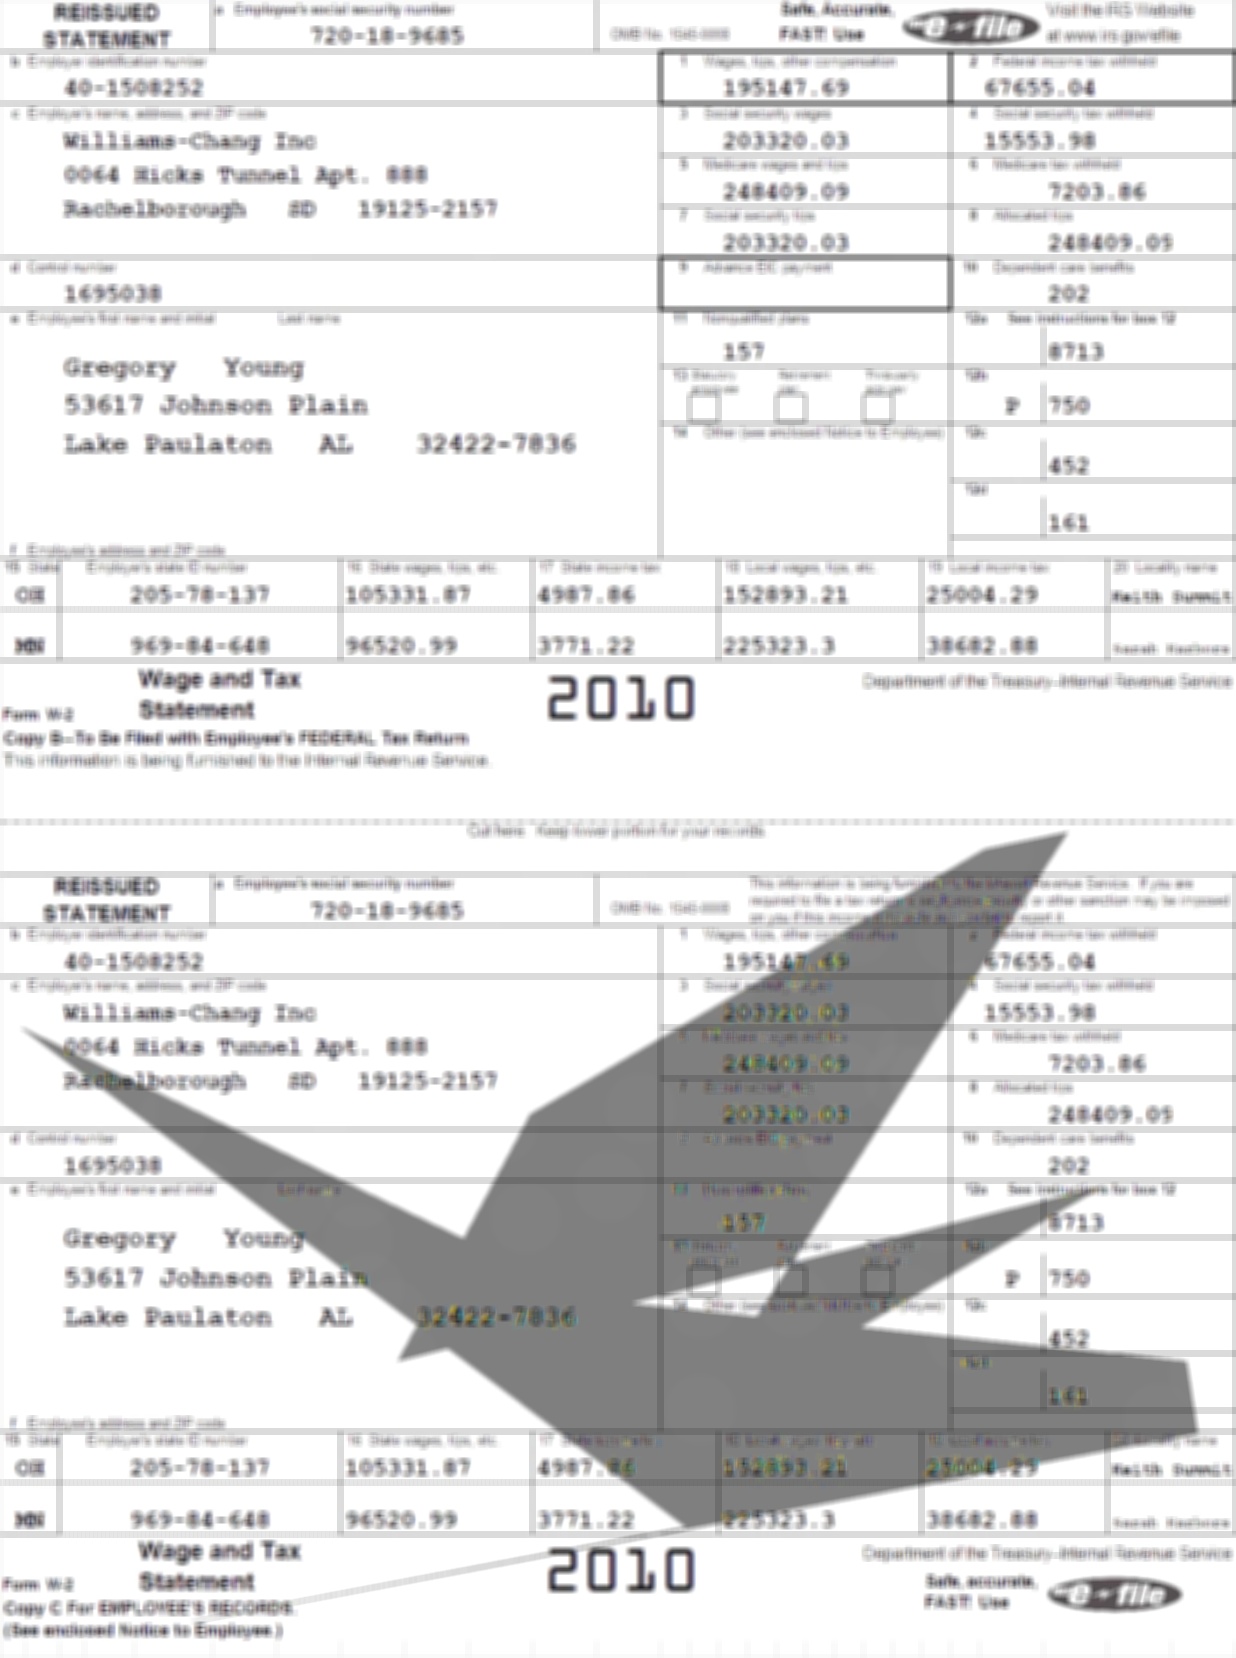 REISSUED STATEMENT
a Employee's social security number
720-18-9685
OMB No. 1545-0008
Safe, Accurate, FAST! Use
e-file
Visit the IRS Website at www.irs.gov/efile
b Employer identification number
40-1508252
1 Wages, tips, other compensation
195147.69
2 Federal income tax withheld
67655.04
c Employer's name, address, and ZIP code
Williams-Chang Inc
0064 Hicks Tunnel Apt. 888
Rachelborough SD 19125-2157
3 Social security wages
203320.03
4 Social security tax withheld
15553.98
5 Medicare wages and tips
248409.09
6 Medicare tax withheld
7203.86
7 Social security tips
203320.03
8 Allocated tips
248409.09
d Control number
1695038
9 Advance EIC payment
10 Dependent care benefits
202
e Employee's first name and initial Last name
Gregory Young
53617 Johnson Plain
Lake Paulaton AL 32422-7836
11 Nonqualified plans
157
12a See instructions for box 12
8713
13 Statutory employee Retirement plan Third-party sick pay
12b
P 750
14 Other (see enclosed Notice to Employee)
12c
452
12d
161
f Employee's address and ZIP code
15 State Employer's state ID number 16 State wages, tips, etc. 17 State income tax 18 Local wages, tips, etc. 19 Local income tax 20 Locality name
OH 205-78-137 105331.87 4987.86 152893.21 25004.29 Keith Summit
MN 969-84-648 96520.99 3771.22 225323.3 38682.88 Sarah
Form W-2 Wage and Tax Statement
2010
Department of the Treasury-Internal Revenue Service
Copy B-To Be Filed with Employee's FEDERAL Tax Return
This information is being furnished to the Internal Revenue Service.
Cut here Keep lower portion for your records
REISSUED STATEMENT
a Employee's social security number
720-18-9685
OMB No. 1545-0008
This information is being furnished to the Internal Revenue Service. If you are
required to file a tax return, a negligence penalty or other sanction may be imposed
on you if this income is taxable and you fail to report it.
b Employer identification number
40-1508252
1 Wages, tips, other compensation
195147.69
2 Federal income tax withheld
67655.04
c Employer's name, address, and ZIP code
Williams-Chang Inc
0064 Hicks Tunnel Apt. 888
Rachelborough SD 19125-2157
3 Social security wages
203320.03
4 Social security tax withheld
15553.98
5 Medicare wages and tips
248409.09
6 Medicare tax withheld
7203.86
7 Social security tips
203320.03
8 Allocated tips
248409.09
d Control number
1695038
10 Dependent care benefits
202
e Employee's first name and initial Last name
Gregory Young
53617 Johnson Plain
Lake Paulaton AL 32422-7836
11 Nonqualified plans
157
12a See instructions for box 12
8713
P 750
14 Other (see enclosed Notice to Employee)
12c
452
12d
161
f Employee's address and ZIP code
15 State Employer's state ID number 16 State wages, tips, etc. 17 State income tax 18 Local wages, tips, etc. 19 Local income tax 20 Locality name
OH 205-78-137 105331.87 4987.86 152893.21 25004.29 Keith Summit
MN 969-84-648 96520.99 3771.22 225323.3 38682.88 Sarah
Form W-2 Wage and Tax Statement
2010
Department of the Treasury-Internal Revenue Service
Copy C For EMPLOYEE'S RECORDS.
(See enclosed Notice to Employee.)
Safe, accurate, FAST! Use
e-file